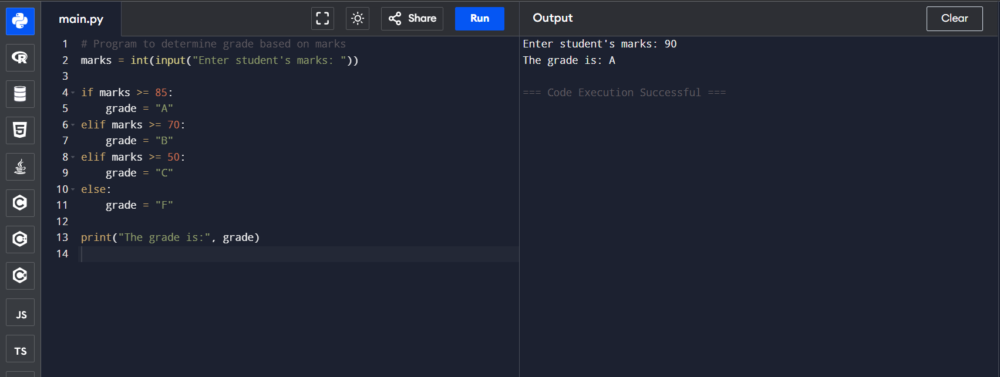 main.py
Share
Run
1 # Program to determine grade based on marks
2 marks = int(input("Enter student's marks: "))
3
4 if marks >= 85:
5     grade = "A"
6 elif marks >= 70:
7     grade = "B"
8 elif marks >= 50:
9     grade = "C"
10 else:
11     grade = "F"
12
13 print("The grade is:", grade)
14
Output
Clear
Enter student's marks: 90
The grade is: A
=== Code Execution Successful ===
R
5
C
C++
C#
JS
TS